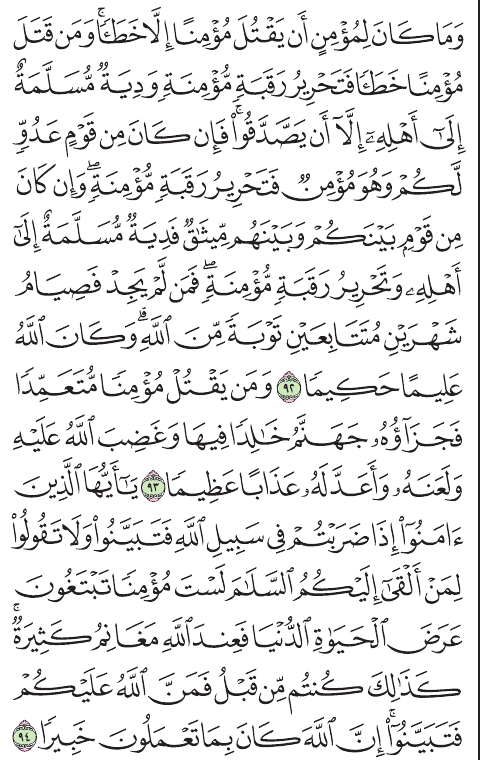 وَمَا كَانَ لِمُؤْمِنٍ أَن يَقْتُلَ مُؤْمِنًا إِلَّا خَطَـًٔاۚ وَمَن قَتَلَ
مُؤْمِنًا خَطَـًٔا فَتَحْرِيرُ رَقَبَةٍ مُّؤْمِنَةٍ وَدِيَةٌ مُّسَلَّمَةٌ
إِلَىٰٓ أَهْلِهِۦٓ إِلَّآ أَن يَصَّدَّقُوا۟ۚ فَإِن كَانَ مِن قَوْمٍ عَدُوٍّ
لَّكُمْ وَهُوَ مُؤْمِنٌ فَتَحْرِيرُ رَقَبَةٍ مُّؤْمِنَةٍۖ وَإِن كَانَ
مِن قَوْمٍۭ بَيْنَكُمْ وَبَيْنَهُم مِّيثَـٰقٌ فَدِيَةٌ مُّسَلَّمَةٌ إِلَىٰٓ
أَهْلِهِۦ وَتَحْرِيرُ رَقَبَةٍ مُّؤْمِنَةٍۖ فَمَن لَّمْ يَجِدْ فَصِيَامُ
شَهْرَيْنِ مُتَتَابِعَيْنِ تَوْبَةً مِّنَ ٱللَّهِۗ وَكَانَ ٱللَّهُ
عَلِيمًا حَكِيمًا ٩٢ وَمَن يَقْتُلْ مُؤْمِنًا مُّتَعَمِّدًا
فَجَزَآؤُهُۥ جَهَنَّمُ خَـٰلِدًا فِيهَا وَغَضِبَ ٱللَّهُ عَلَيْهِ
وَلَعَنَهُۥ وَأَعَدَّ لَهُۥ عَذَابًا عَظِيمًا ٩٣ يَـٰٓأَيُّهَا ٱلَّذِينَ
ءَامَنُوٓا۟ إِذَا ضَرَبْتُمْ فِى سَبِيلِ ٱللَّهِ فَتَبَيَّنُوا۟ وَلَا تَقُولُوا۟
لِمَنْ أَلْقَىٰٓ إِلَيْكُمُ ٱلسَّلَـٰمَ لَسْتَ مُؤْمِنًا تَبْتَغُونَ
عَرَضَ ٱلْحَيَوٰةِ ٱلدُّنْيَا فَعِندَ ٱللَّهِ مَغَانِمُ كَثِيرَةٌۚ
كَذَٰلِكَ كُنتُم مِّن قَبْلُ فَمَنَّ ٱللَّهُ عَلَيْكُمْ
فَتَبَيَّنُوٓا۟ۚ إِنَّ ٱللَّهَ كَانَ بِمَا تَعْمَلُونَ خَبِيرًا ٩٤